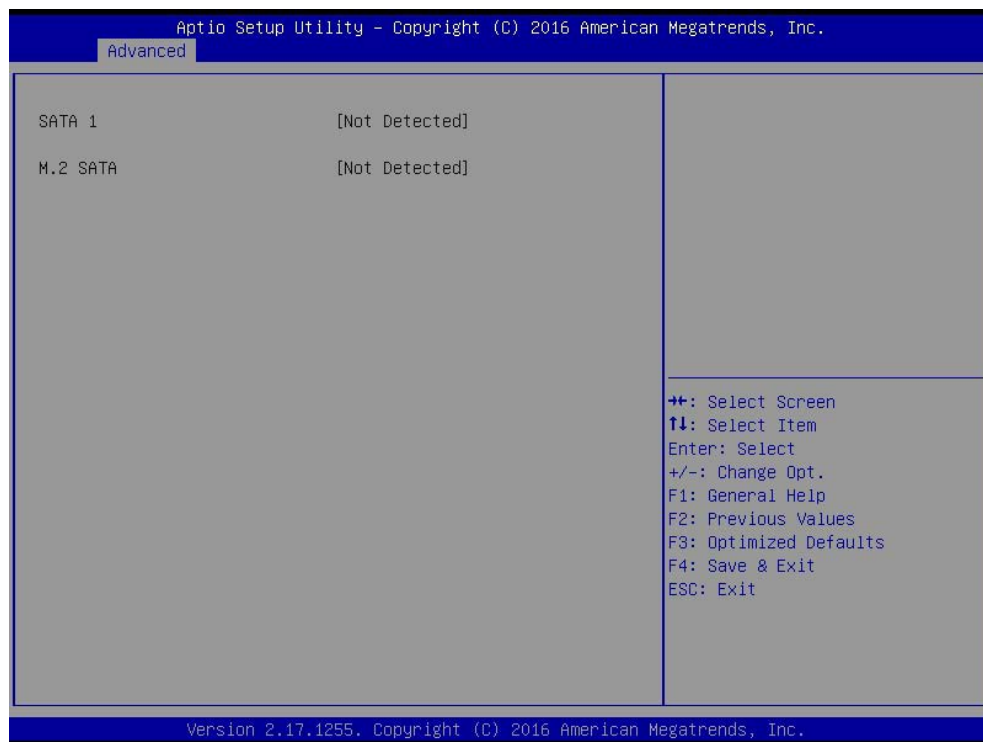 Aptio Setup Utility – Copyright (C) 2016 American Megatrends, Inc.
Advanced
SATA 1 [Not Detected]
M.2 SATA [Not Detected]
→←: Select Screen
↑↓: Select Item
Enter: Select
+/-: Change Opt.
F1: General Help
F2: Previous Values
F3: Optimized Defaults
F4: Save & Exit
ESC: Exit
Version 2.17.1255. Copyright (C) 2016 American Megatrends, Inc.